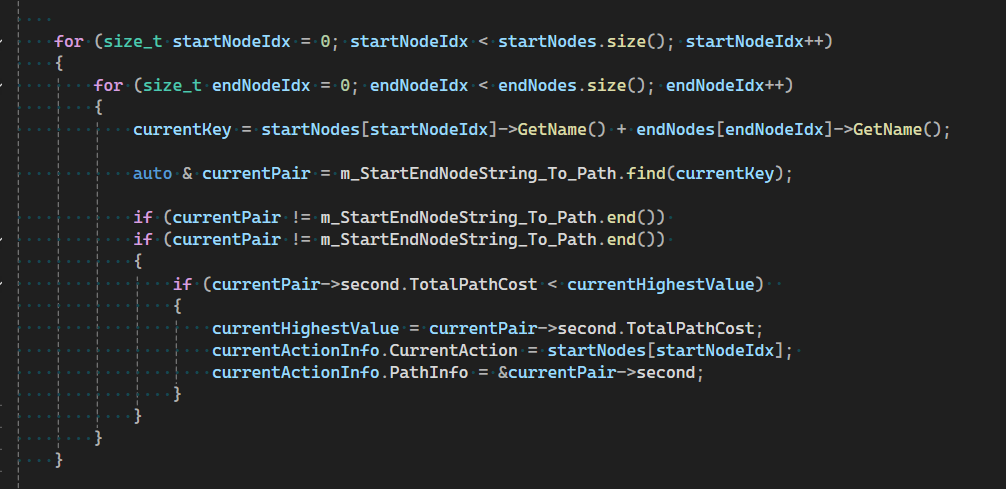 for (size_t startNodeIdx = 0; startNodeIdx < startNodes.size(); startNodeIdx++)
{
for (size_t endNodeIdx = 0; endNodeIdx < endNodes.size(); endNodeIdx++)
{
currentKey = startNodes[startNodeIdx]->GetName() + endNodes[endNodeIdx]->GetName();
auto & currentPair = m_StartEndNodeString_To_Path.find(currentKey);
if (currentPair != m_StartEndNodeString_To_Path.end())
if (currentPair != m_StartEndNodeString_To_Path.end())
{
if (currentPair->second.TotalPathCost < currentHighestValue)
{
currentHighestValue = currentPair->second.TotalPathCost;
currentActionInfo.CurrentAction = startNodes[startNodeIdx];
currentActionInfo.PathInfo = &currentPair->second;
}
}
}
}